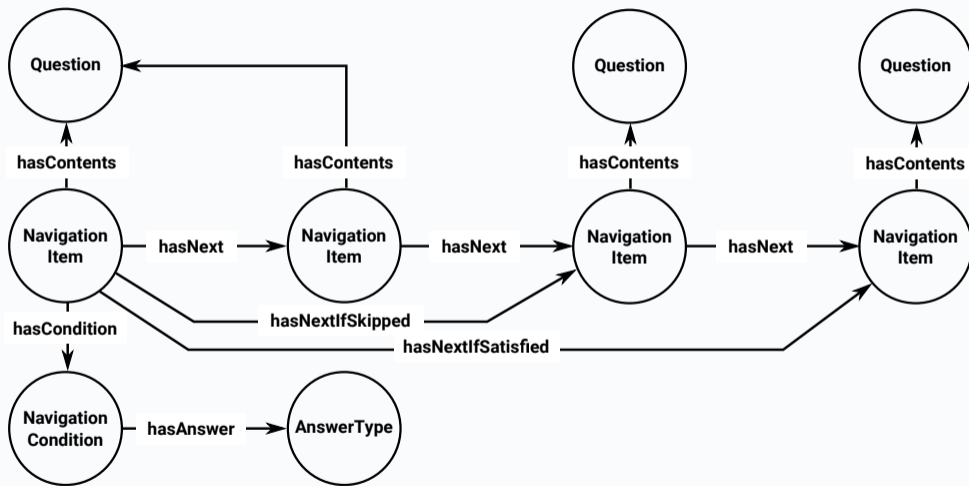 Question
Question
Question
hasContents
hasContents
hasContents
hasContents
Navigation
Item
hasNext
Navigation
Item
hasNext
Navigation
Item
hasNext
Navigation
Item
hasNextIfSkipped
hasCondition
hasNextIfSatisfied
Navigation
Condition
hasAnswer
AnswerType